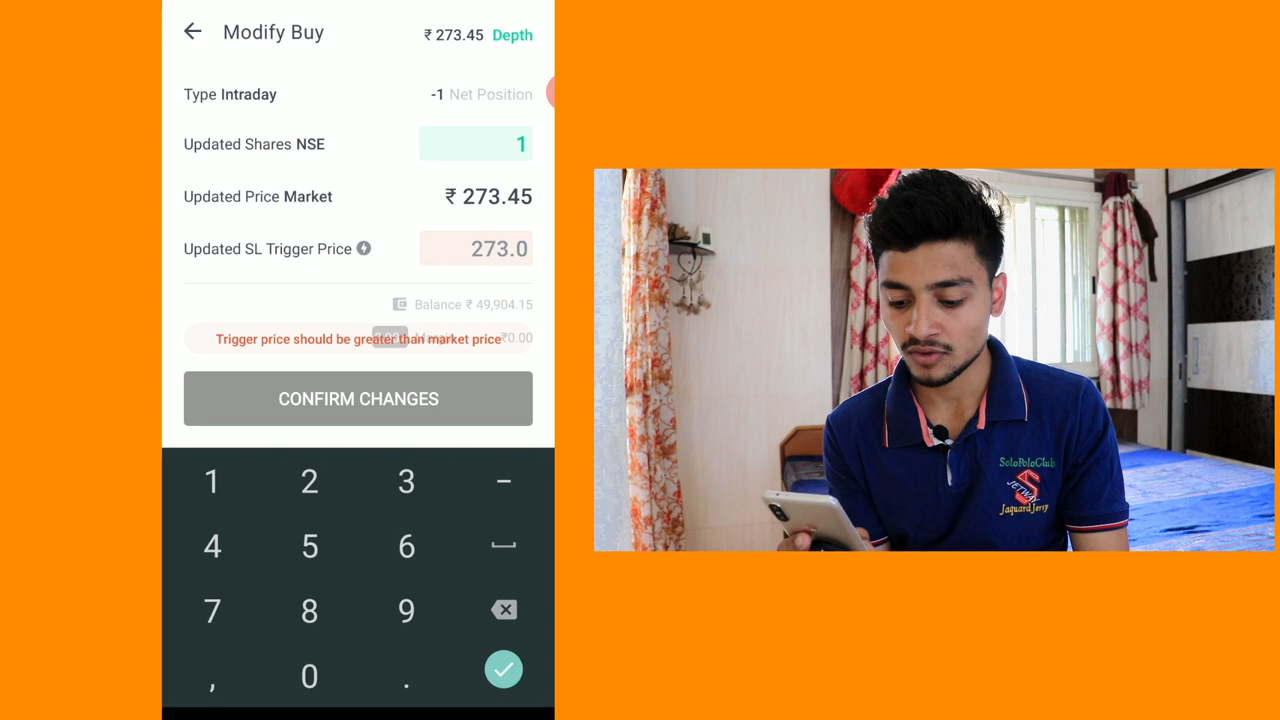 Modify Buy
₹ 273.45 Depth
Type Intraday
-1 Net Position
Updated Shares NSE
1
Updated Price Market
₹ 273.45
Updated SL Trigger Price
273.0
Balance ₹ 49,904.15
Trigger price should be greater than market price
₹0.00
CONFIRM CHANGES
1 2 3 -
4 5 6
7 8 9
, 0 .
SoloPoloClub
JETWAY
Jaquard Jerry